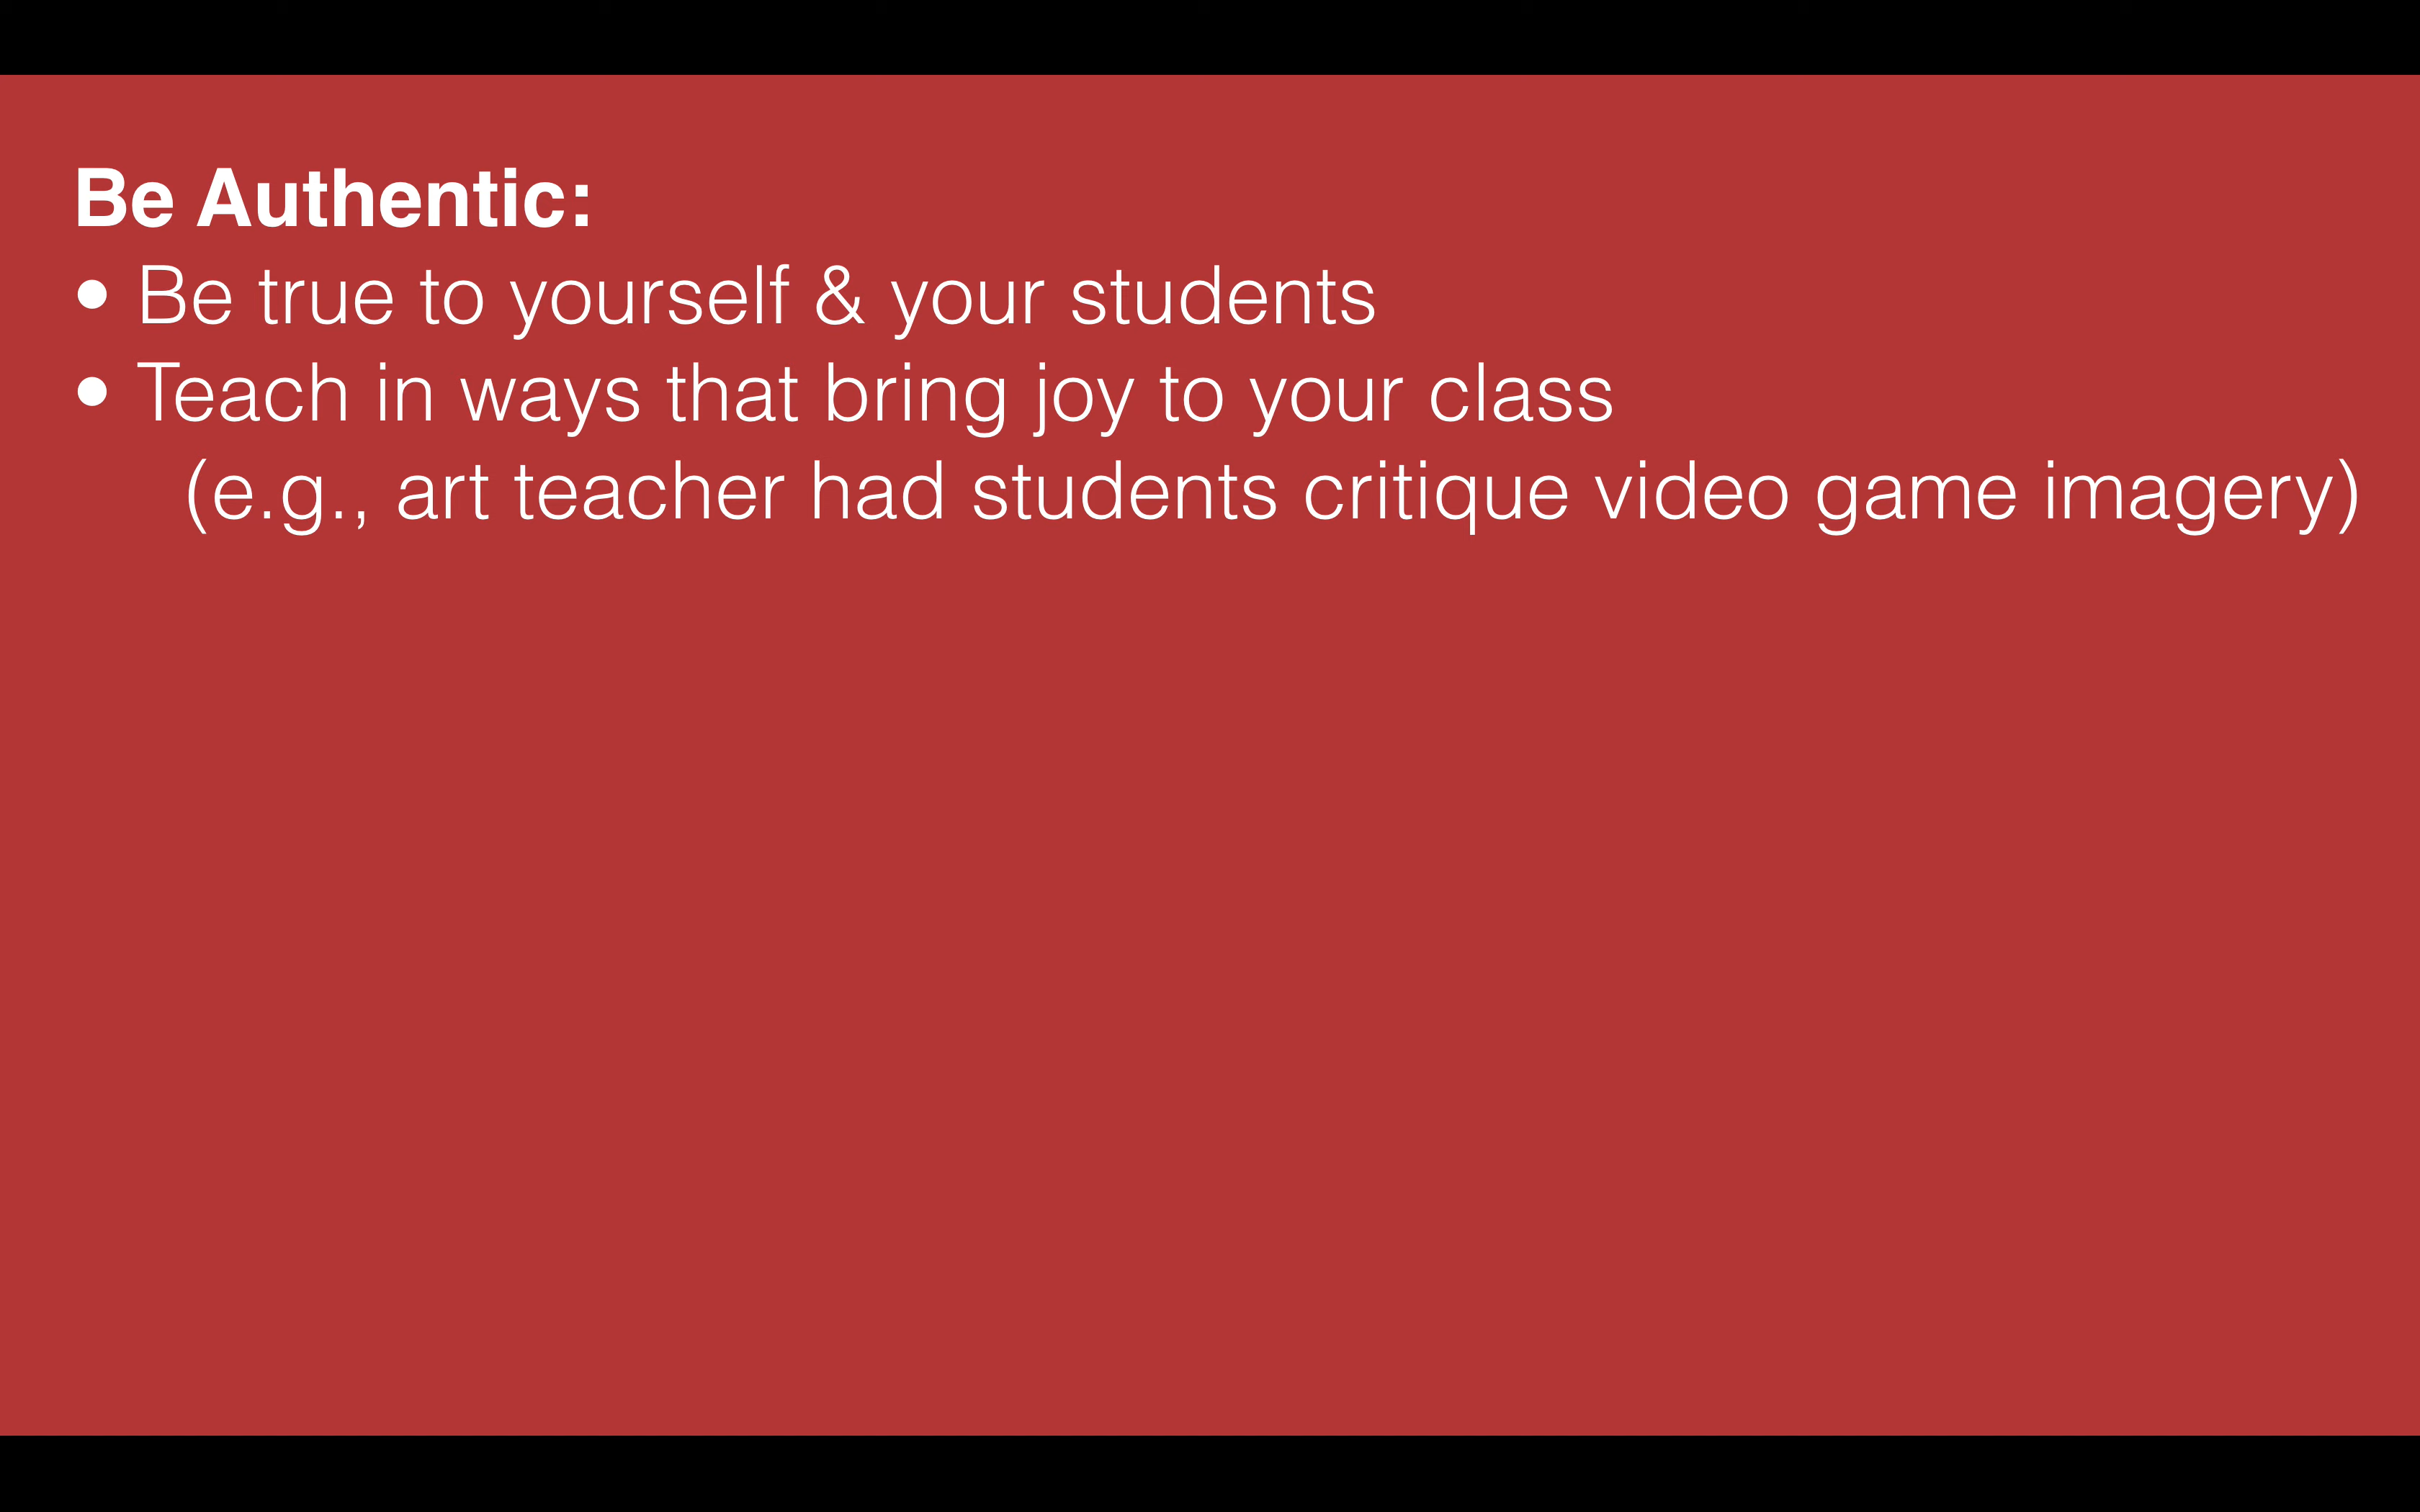 Be Authentic:
• Be true to yourself & your students
• Teach in ways that bring joy to your class
(e.g., art teacher had students critique video game imagery)